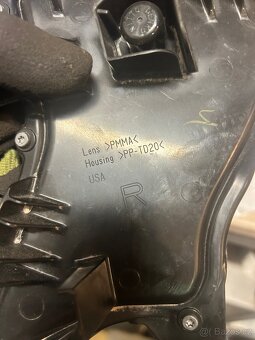 Lens >PMMA<
Housing >PP-TD20<
USA
R